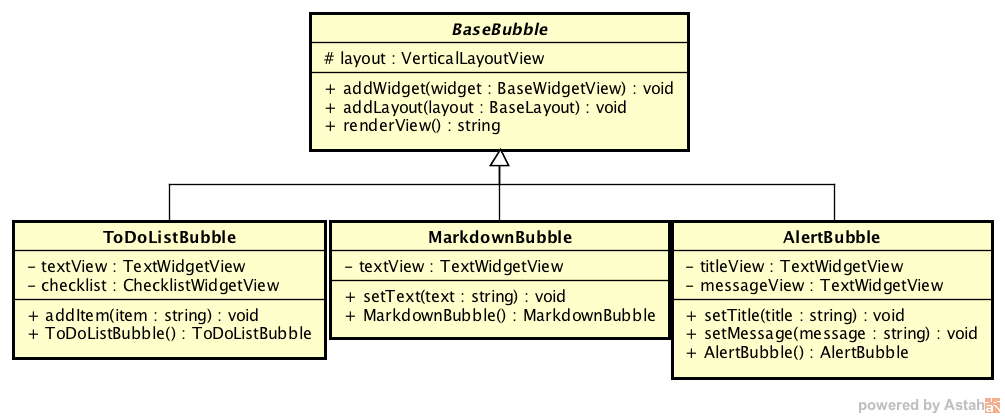 BaseBubble
# layout : VerticalLayoutView
+ addWidget(widget : BaseWidgetView) : void
+ addLayout(layout : BaseLayout) : void
+ renderView() : string
ToDoListBubble
- textView : TextWidgetView
- checklist : ChecklistWidgetView
+ addItem(item : string) : void
+ ToDoListBubble() : ToDoListBubble
MarkdownBubble
- textView : TextWidgetView
+ setText(text : string) : void
+ MarkdownBubble() : MarkdownBubble
AlertBubble
- titleView : TextWidgetView
- messageView : TextWidgetView
+ setTitle(title : string) : void
+ setMessage(message : string) : void
+ AlertBubble() : AlertBubble
powered by Astah